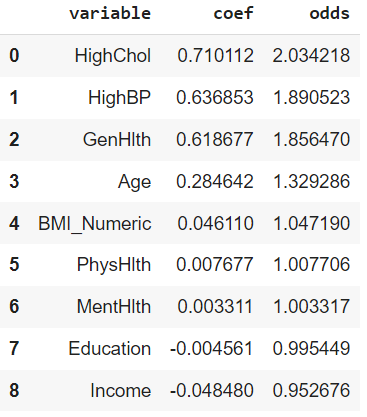 variable coef odds
0 HighChol 0.710112 2.034218
1 HighBP 0.636853 1.890523
2 GenHlth 0.618677 1.856470
3 Age 0.284642 1.329286
4 BMI_Numeric 0.046110 1.047190
5 PhysHlth 0.007677 1.007706
6 MentHlth 0.003311 1.003317
7 Education -0.004561 0.995449
8 Income -0.048480 0.952676